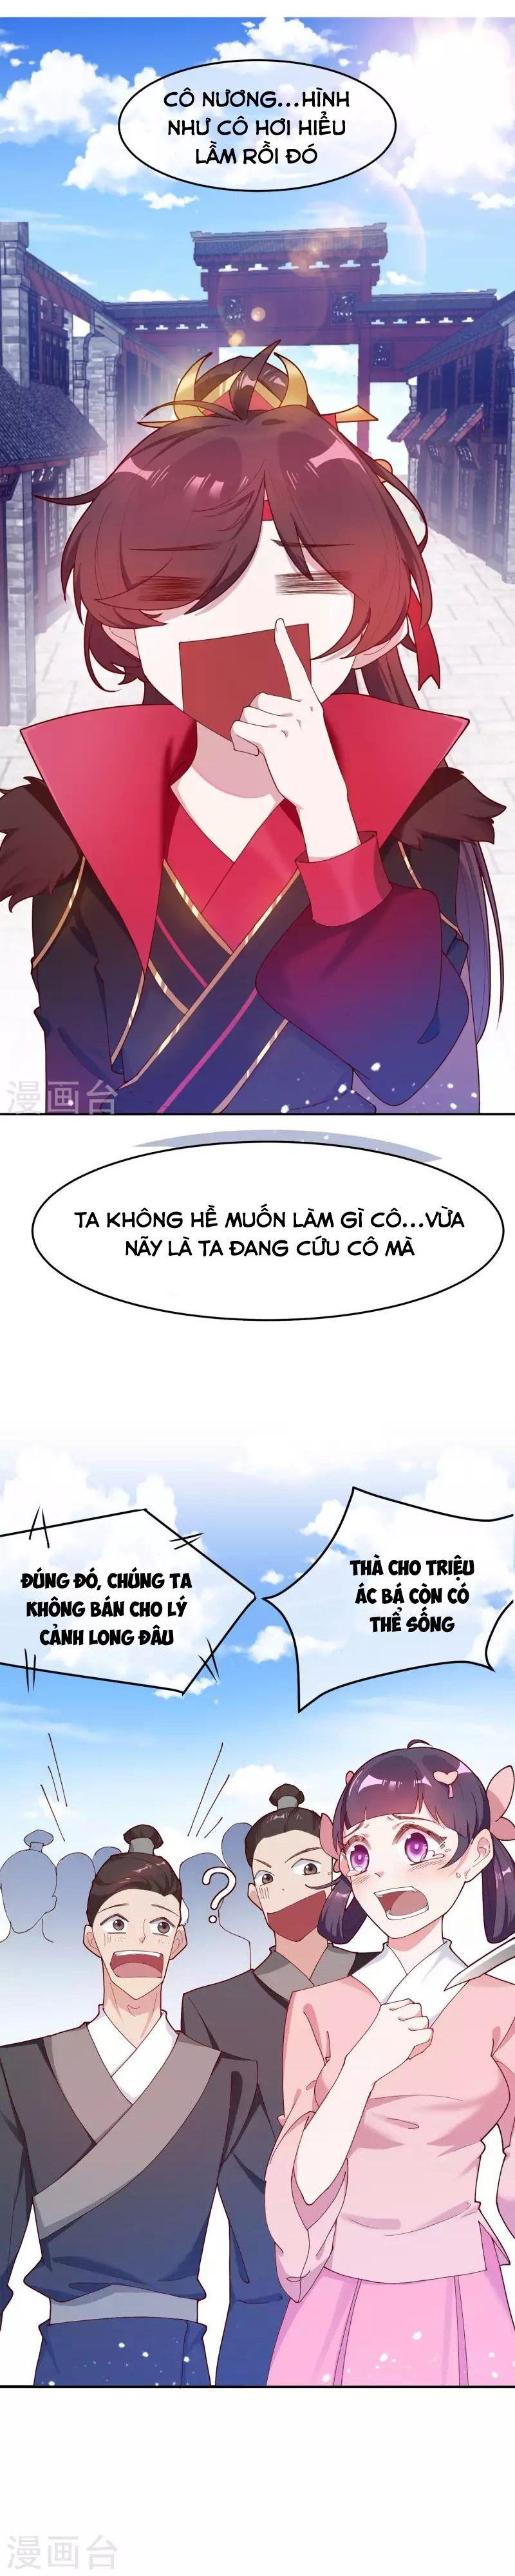 CÔ NƯƠNG...HÌNH
NHƯ CÔ HƠI HIỂU
LẦM RỒI ĐÓ
漫画台
TA KHÔNG HỀ MUỐN LÀM GÌ CÔ...VỪA
NÃY LÀ TA ĐANG CỨU CÔ MÀ
ĐÚNG ĐÓ, CHÚNG TA
KHÔNG BÁN CHO LÝ
CẢNH LONG ĐÂU
THÀ CHO TRIỆU
ÁC BÁ CÒN CÓ
THỂ SỐNG
?
漫画台